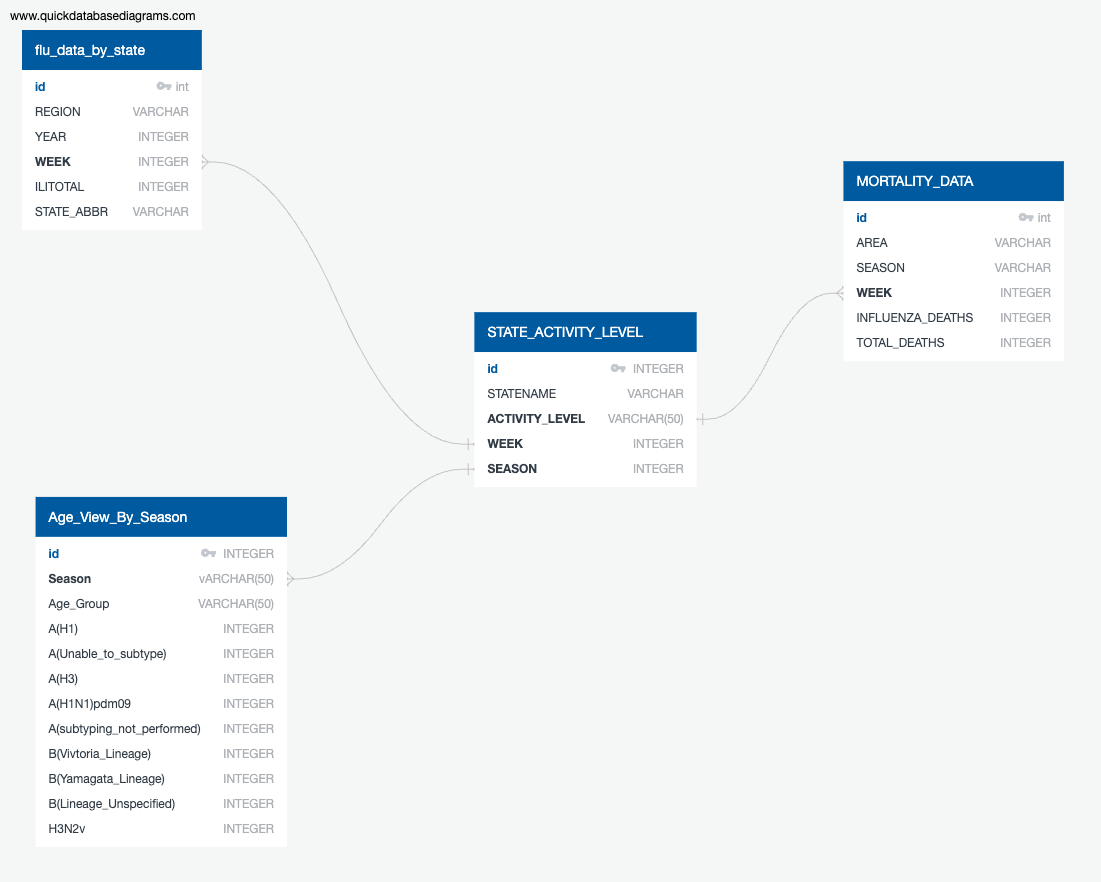 www.quickdatabasediagrams.com
flu_data_by_state
id int
REGION VARCHAR
YEAR INTEGER
WEEK INTEGER
ILITOTAL INTEGER
STATE_ABBR VARCHAR
MORTALITY_DATA
id int
AREA VARCHAR
SEASON VARCHAR
WEEK INTEGER
INFLUENZA_DEATHS INTEGER
TOTAL_DEATHS INTEGER
STATE_ACTIVITY_LEVEL
id INTEGER
STATENAME VARCHAR
ACTIVITY_LEVEL VARCHAR(50)
WEEK INTEGER
SEASON INTEGER
Age_View_By_Season
id INTEGER
Season vARCHAR(50)
Age_Group VARCHAR(50)
A(H1) INTEGER
A(Unable_to_subtype) INTEGER
A(H3) INTEGER
A(H1N1)pdm09 INTEGER
A(subtyping_not_performed) INTEGER
B(Vivtoria_Lineage) INTEGER
B(Yamagata_Lineage) INTEGER
B(Lineage_Unspecified) INTEGER
H3N2v INTEGER